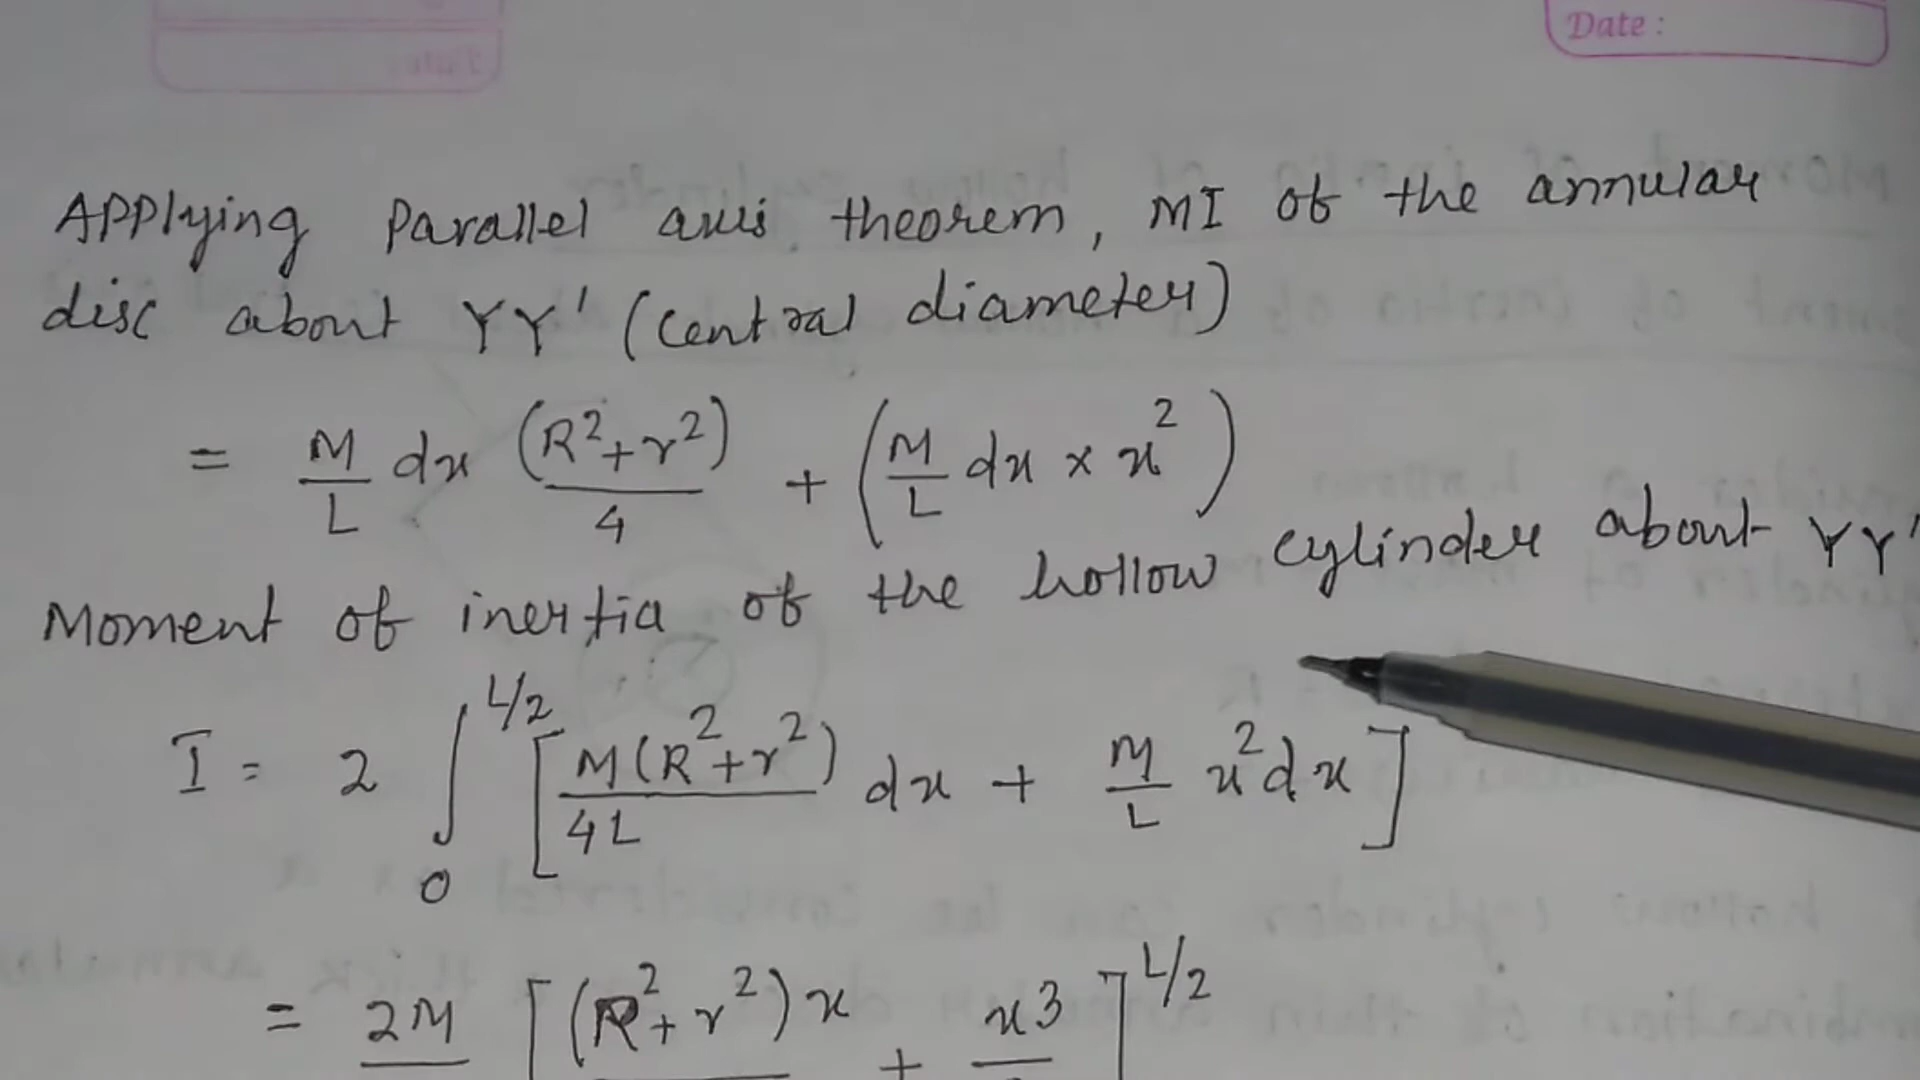 Date :
Applying Parallel axis theorem, MI of the annular
disc about YY' (central diameter)
= M/L dx (R²+r²)/4 + (M/L dx × x²)
Moment of inertia of the hollow cylinder about YY'
I = 2 ∫₀^(L/2) [M(R²+r²)/4L dx + M/L x²dx]
= 2M [(R²+r²)x + x³]^(L/2)